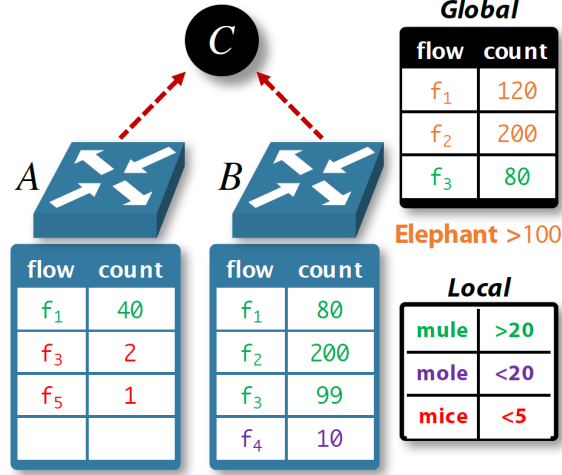 C
Global
flow count
f₁ 120
f₂ 200
f₃ 80
Elephant >100
A
B
flow count
f₁ 40
f₃ 2
f₅ 1
flow count
f₁ 80
f₂ 200
f₃ 99
f₄ 10
Local
mule >20
mole <20
mice <5